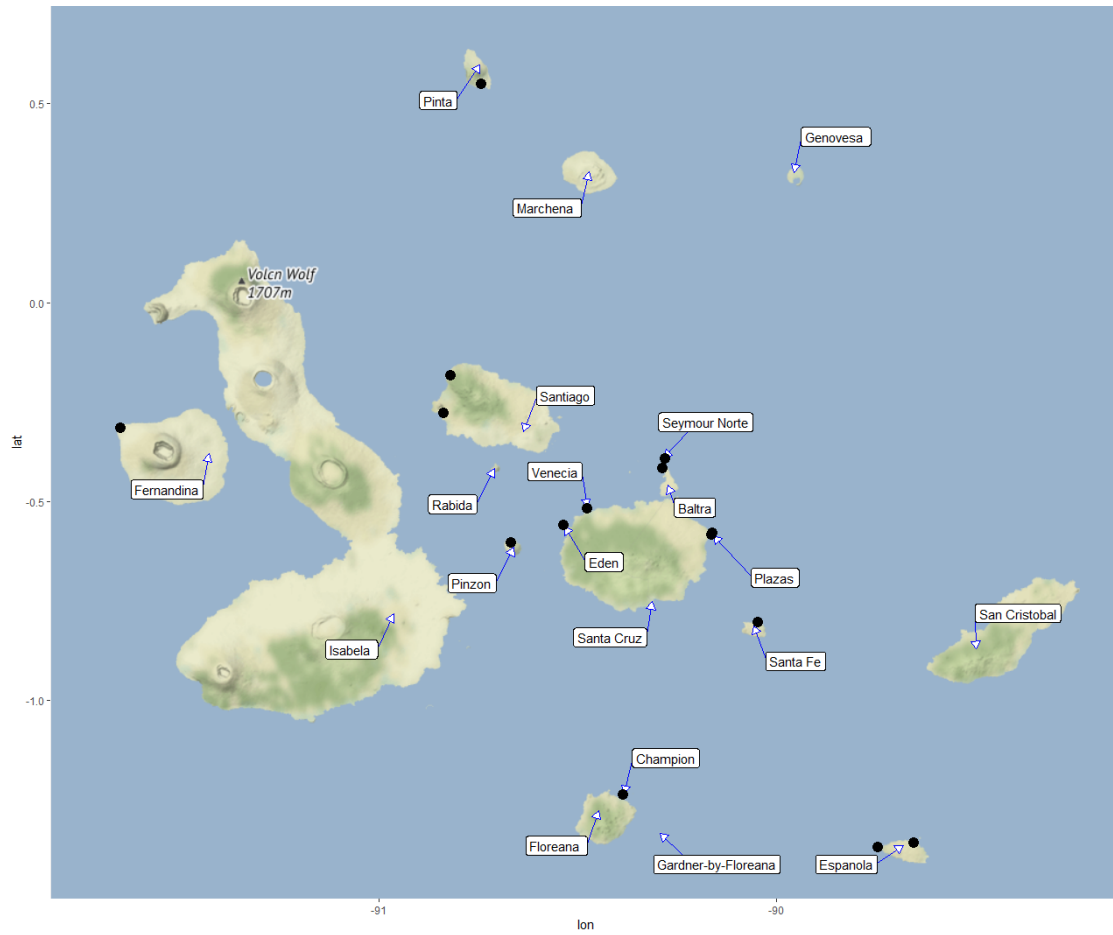 Pinta
0.5
Genovesa
Marchena
Volcn Wolf
1707m
0.0
Santiago
Seymour Norte
Venecia
Fernandina
Rabida
-0.5
Baltra
Eden
Plazas
Pinzon
San Cristobal
Santa Cruz
Isabela
Santa Fe
lat
-1.0
Champion
Floreana
Gardner-by-Floreana
Espanola
-91
-90
lon